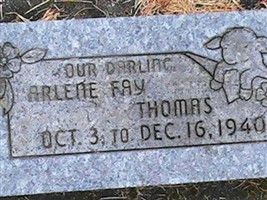 OUR DARLING
ARLENE FAY
THOMAS
OCT. 3, TO DEC. 16, 1940